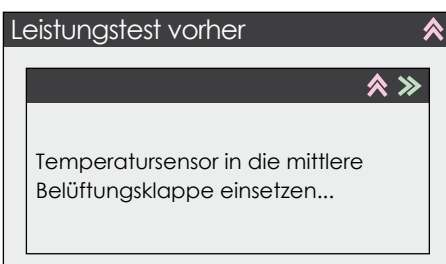 Leistungstest vorher
Temperatursensor in die mittlere
Belüftungsklappe einsetzen...